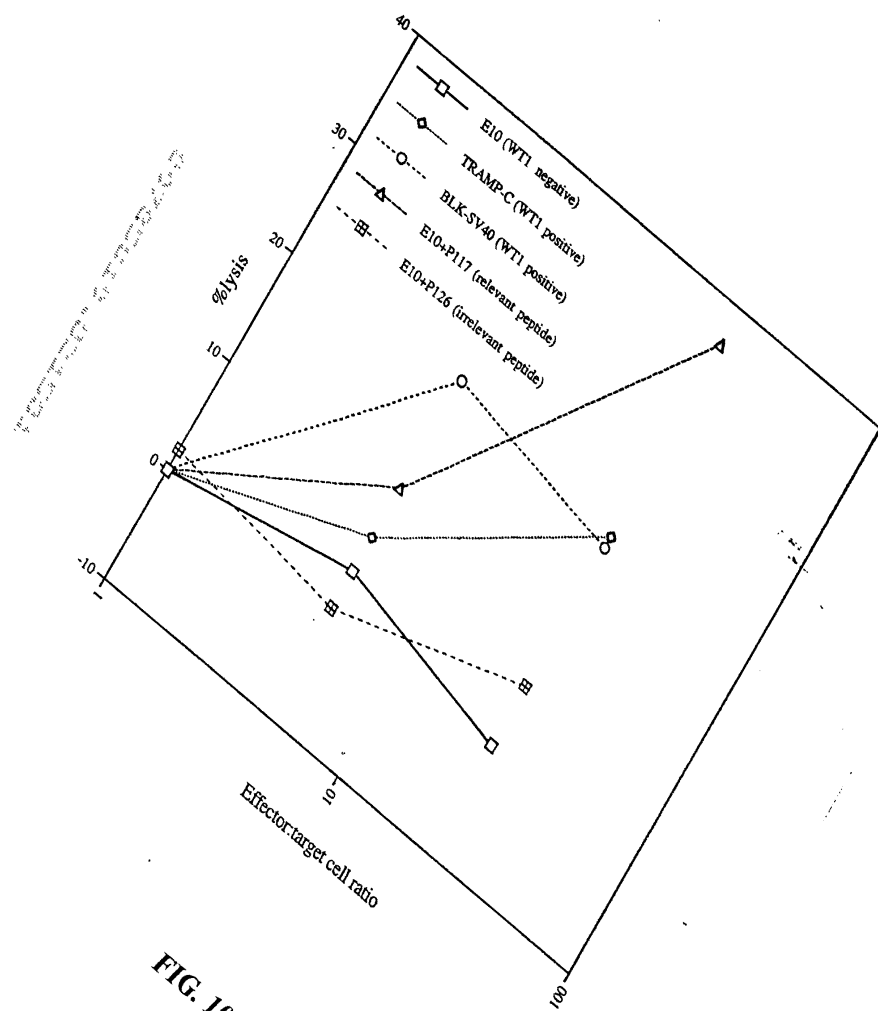 40
30
20
10
0
-10
%lysis
E10 (WT1 negative)
TRAMP-C (WT1 positive)
BLK-SV40 (WT1 positive)
E10+P117 (relevant peptide)
E10+P126 (irrelevant peptide)
1
10
100
Effector:target cell ratio
FIG.